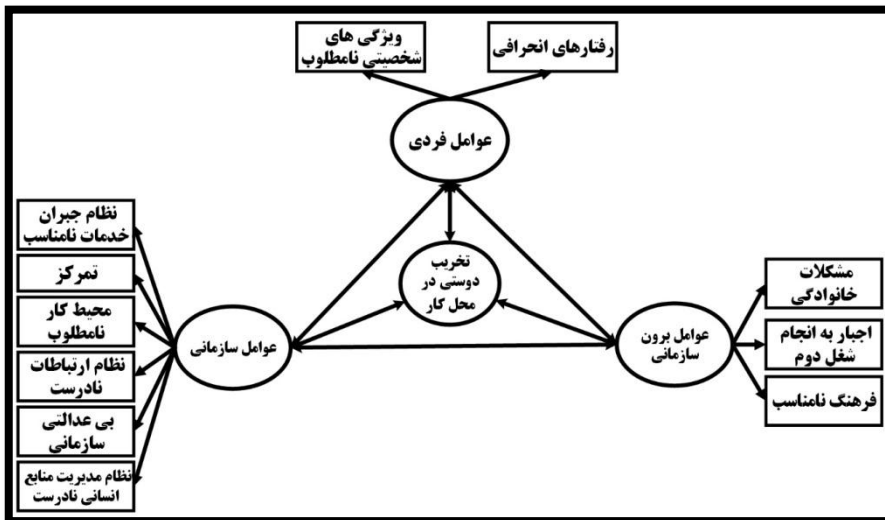 ویژگی های
شخصیتی نامطلوب
رفتارهای انحرافی
عوامل فردی
تخریب
دوستی در
محل کار
عوامل سازمانی
عوامل برون
سازمانی
نظام جبران
خدمات نامناسب
تمرکز
محیط کار
نامطلوب
نظام ارتباطات
نادرست
بی عدالتی
سازمانی
نظام مدیریت منابع
انسانی نادرست
مشکلات
خانوادگی
اجبار به انجام
شغل دوم
فرهنگ نامناسب